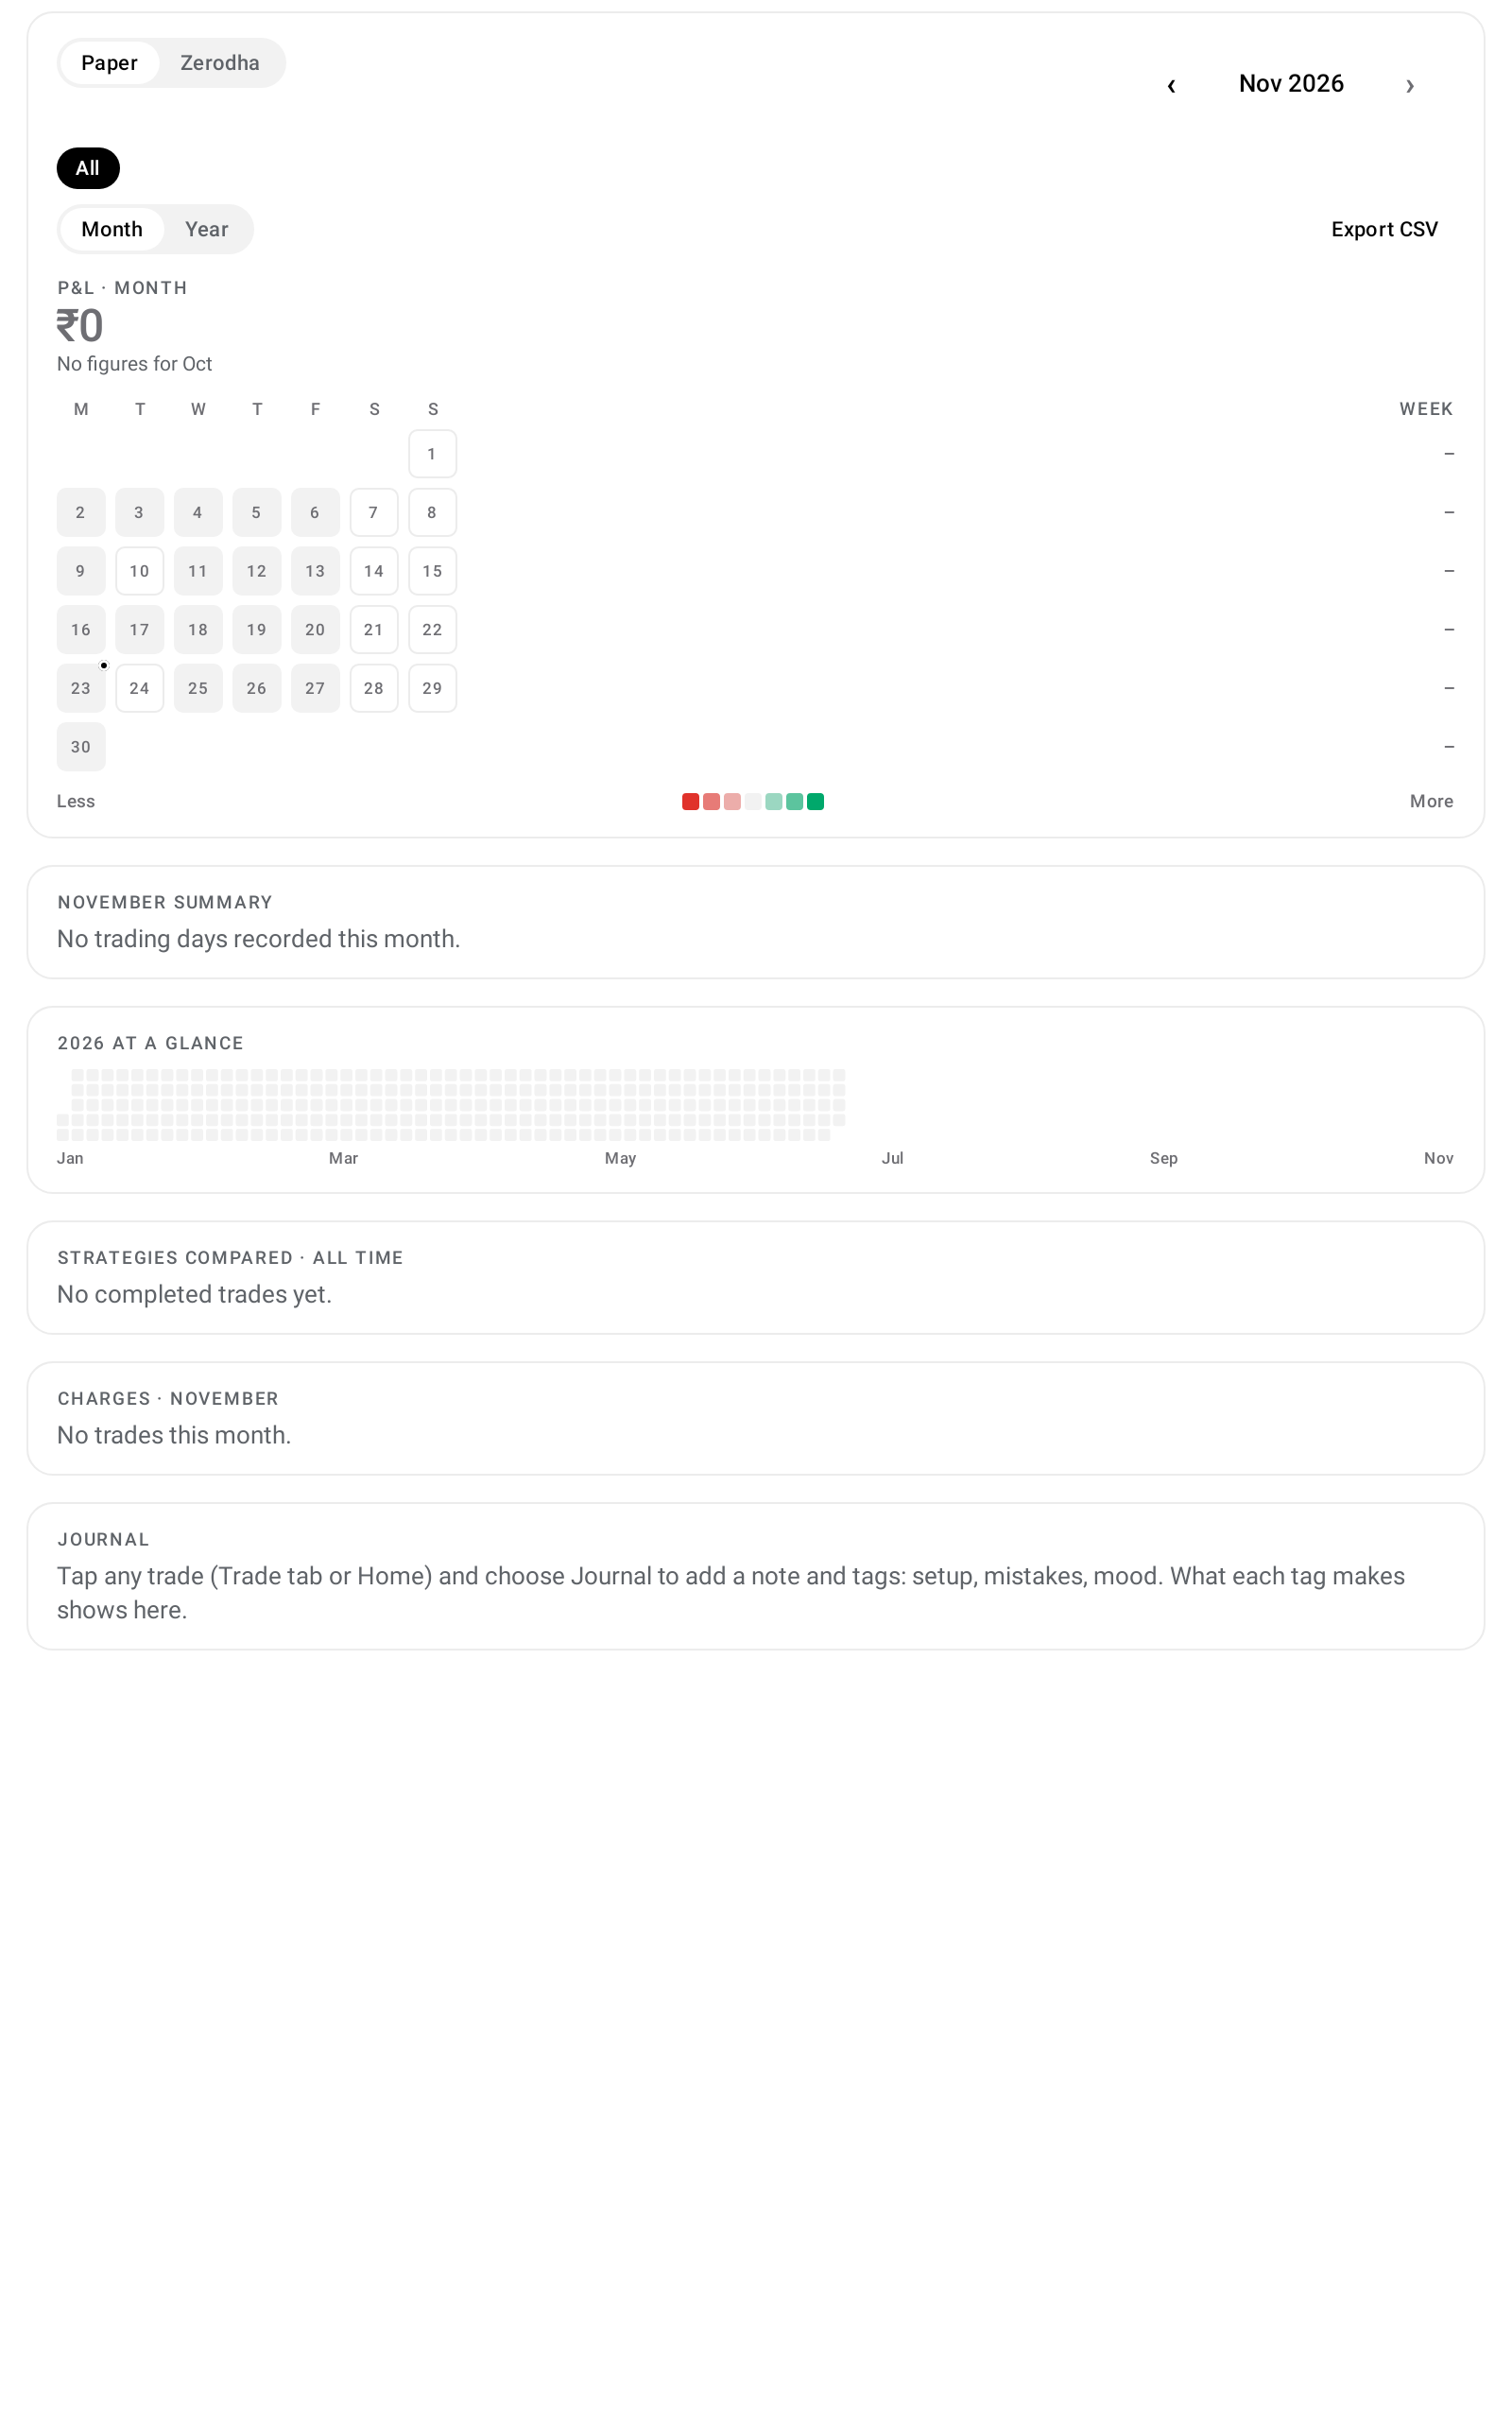 Paper Zerodha
‹ Nov 2026 ›
All
Month Year
Export CSV
P&L · MONTH
₹0
No figures for Oct
M T W T F S S WEEK
1 –
2 3 4 5 6 7 8 –
9 10 11 12 13 14 15 –
16 17 18 19 20 21 22 –
23 24 25 26 27 28 29 –
30 –
Less More
NOVEMBER SUMMARY
No trading days recorded this month.
2026 AT A GLANCE
Jan Mar May Jul Sep Nov
STRATEGIES COMPARED · ALL TIME
No completed trades yet.
CHARGES · NOVEMBER
No trades this month.
JOURNAL
Tap any trade (Trade tab or Home) and choose Journal to add a note and tags: setup, mistakes, mood. What each tag makes
shows here.